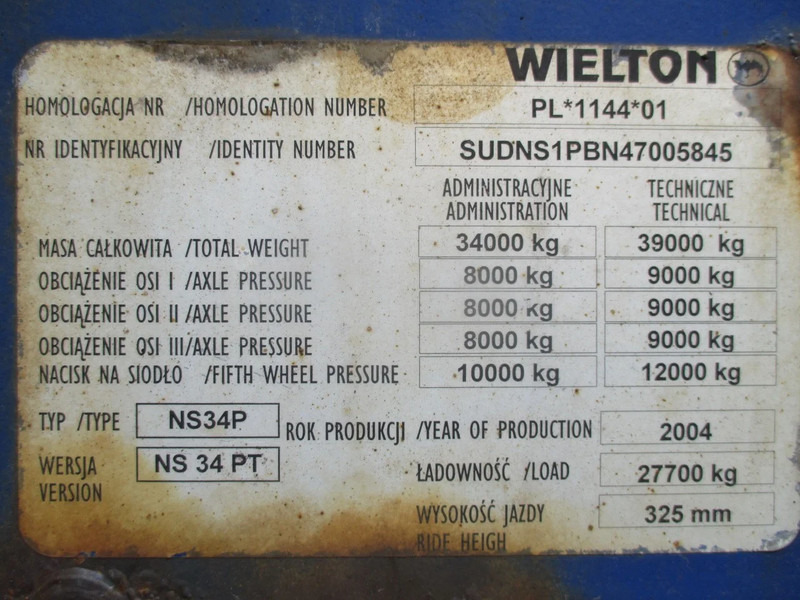 WIELTON
HOMOLOGACJA NR /HOMOLOGATION NUMBER PL*1144*01
NR IDENTYFIKACYJNY /IDENTITY NUMBER SUDNS1PBN47005845
ADMINISTRACYJNE TECHNICZNE
ADMINISTRATION TECHNICAL
MASA CAŁKOWITA /TOTAL WEIGHT 34000 kg 39000 kg
OBCIĄŻENIE OSI I /AXLE PRESSURE 8000 kg 9000 kg
OBCIĄŻENIE OSI II /AXLE PRESSURE 8000 kg 9000 kg
OBCIĄŻENIE OSI III/AXLE PRESSURE 8000 kg 9000 kg
NACISK NA SIODŁO /FIFTH WHEEL PRESSURE 10000 kg 12000 kg
TYP /TYPE NS34P ROK PRODUKCJI /YEAR OF PRODUCTION 2004
WERSJA NS 34 PT ŁADOWNOŚĆ /LOAD 27700 kg
VERSION
WYSOKOŚĆ JAZDY 325 mm
RIDE HEIGH